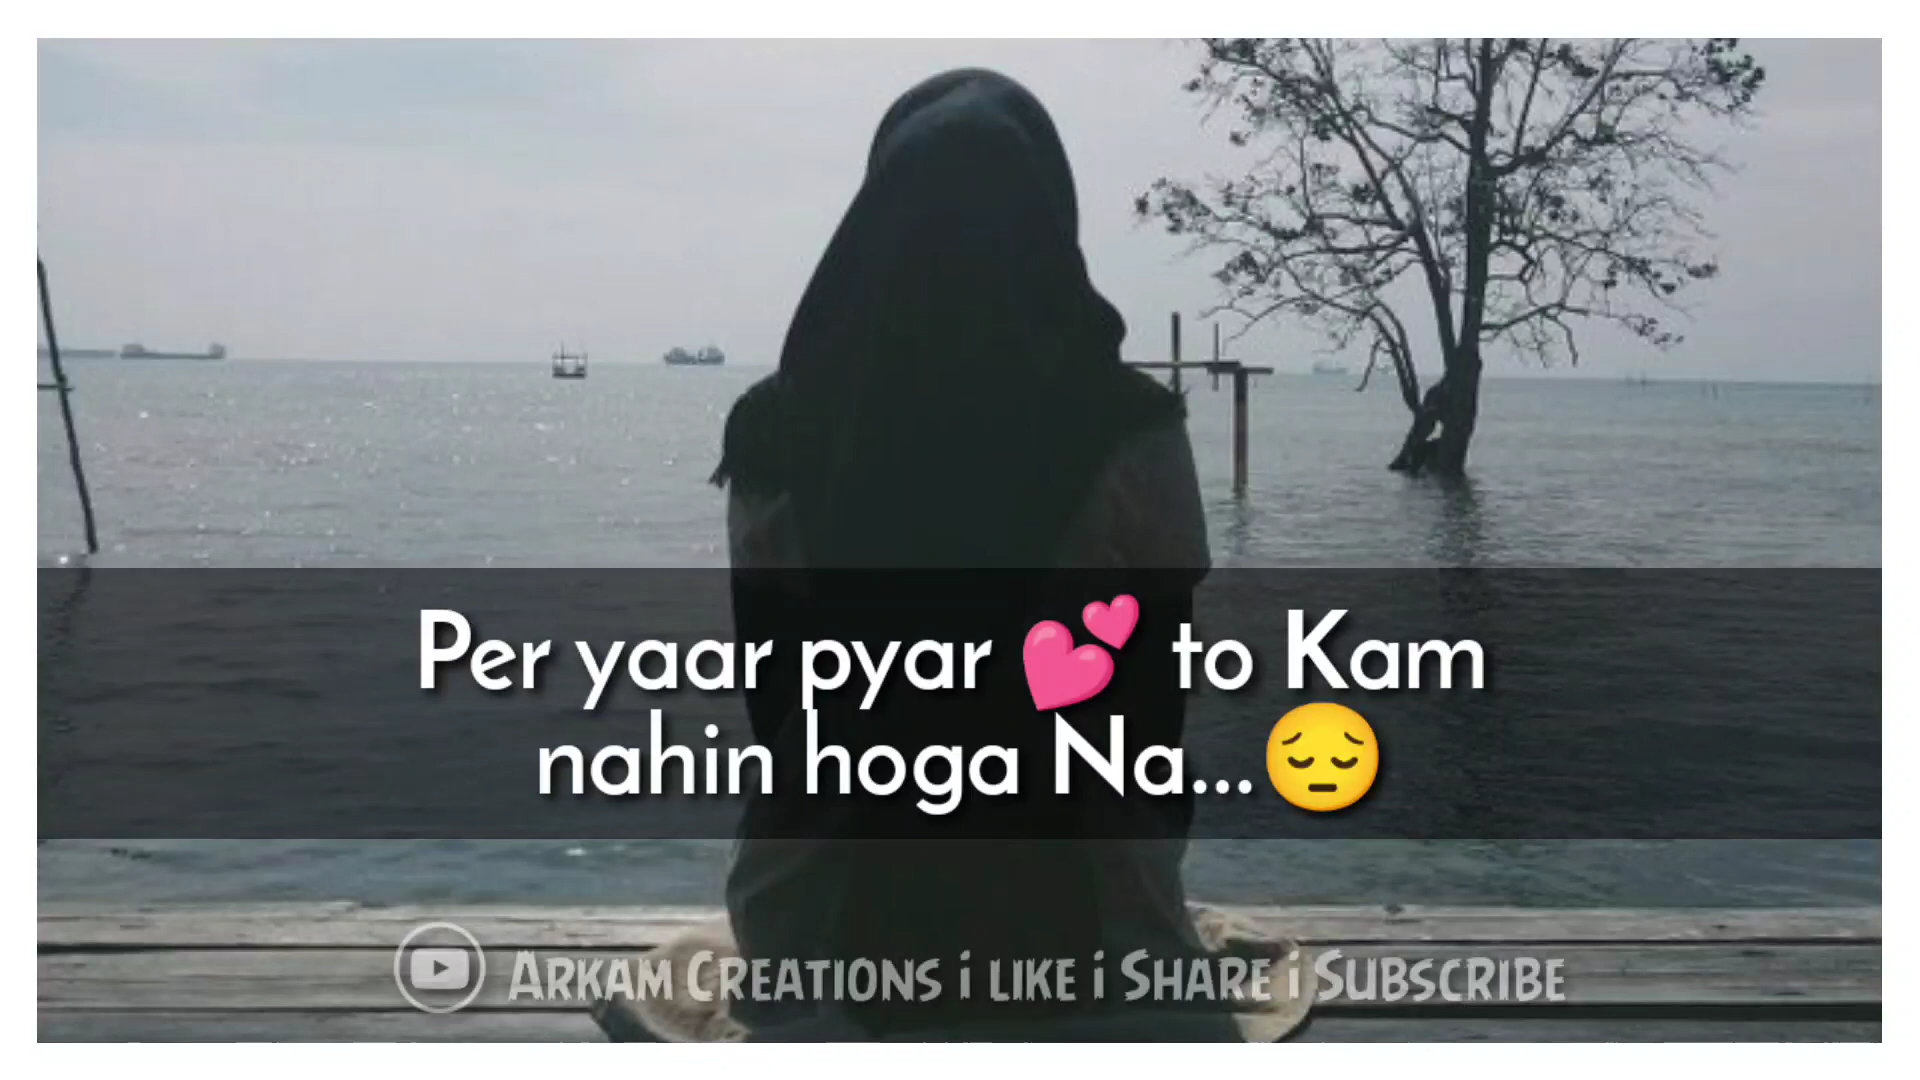 Per yaar pyar 💕 to Kam
nahin hoga Na...😔
ARKAM CREATIONS i LIKE i SHARE i SUBSCRIBE